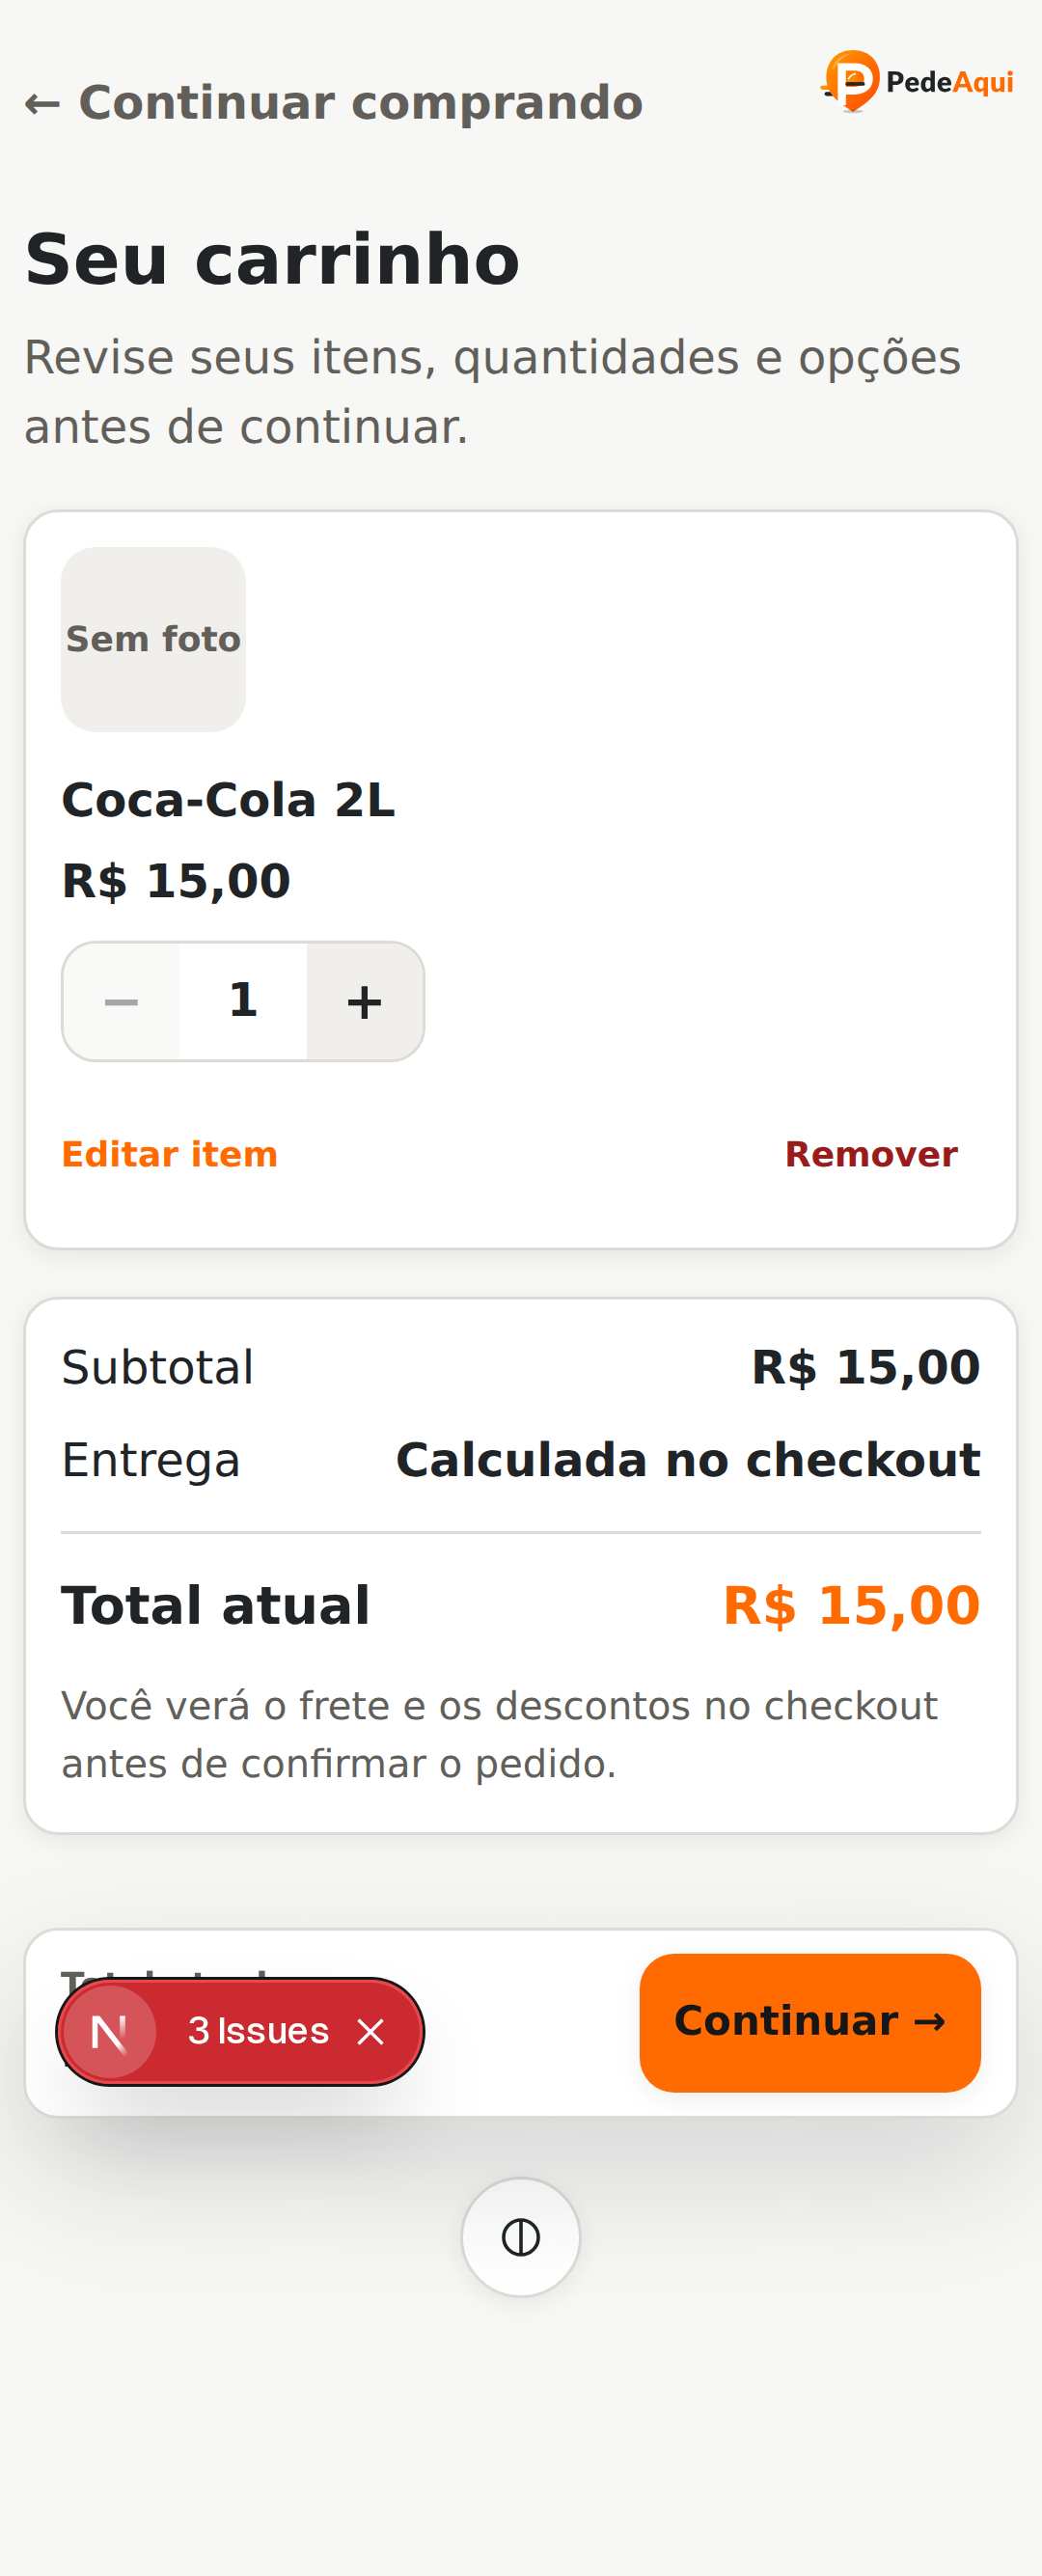 ← Continuar comprando
PedeAqui
Seu carrinho
Revise seus itens, quantidades e opções
antes de continuar.
Sem foto
Coca-Cola 2L
R$ 15,00
− 1 +
Editar item
Remover
Subtotal
R$ 15,00
Entrega
Calculada no checkout
Total atual
R$ 15,00
Você verá o frete e os descontos no checkout
antes de confirmar o pedido.
3 Issues
Continuar →